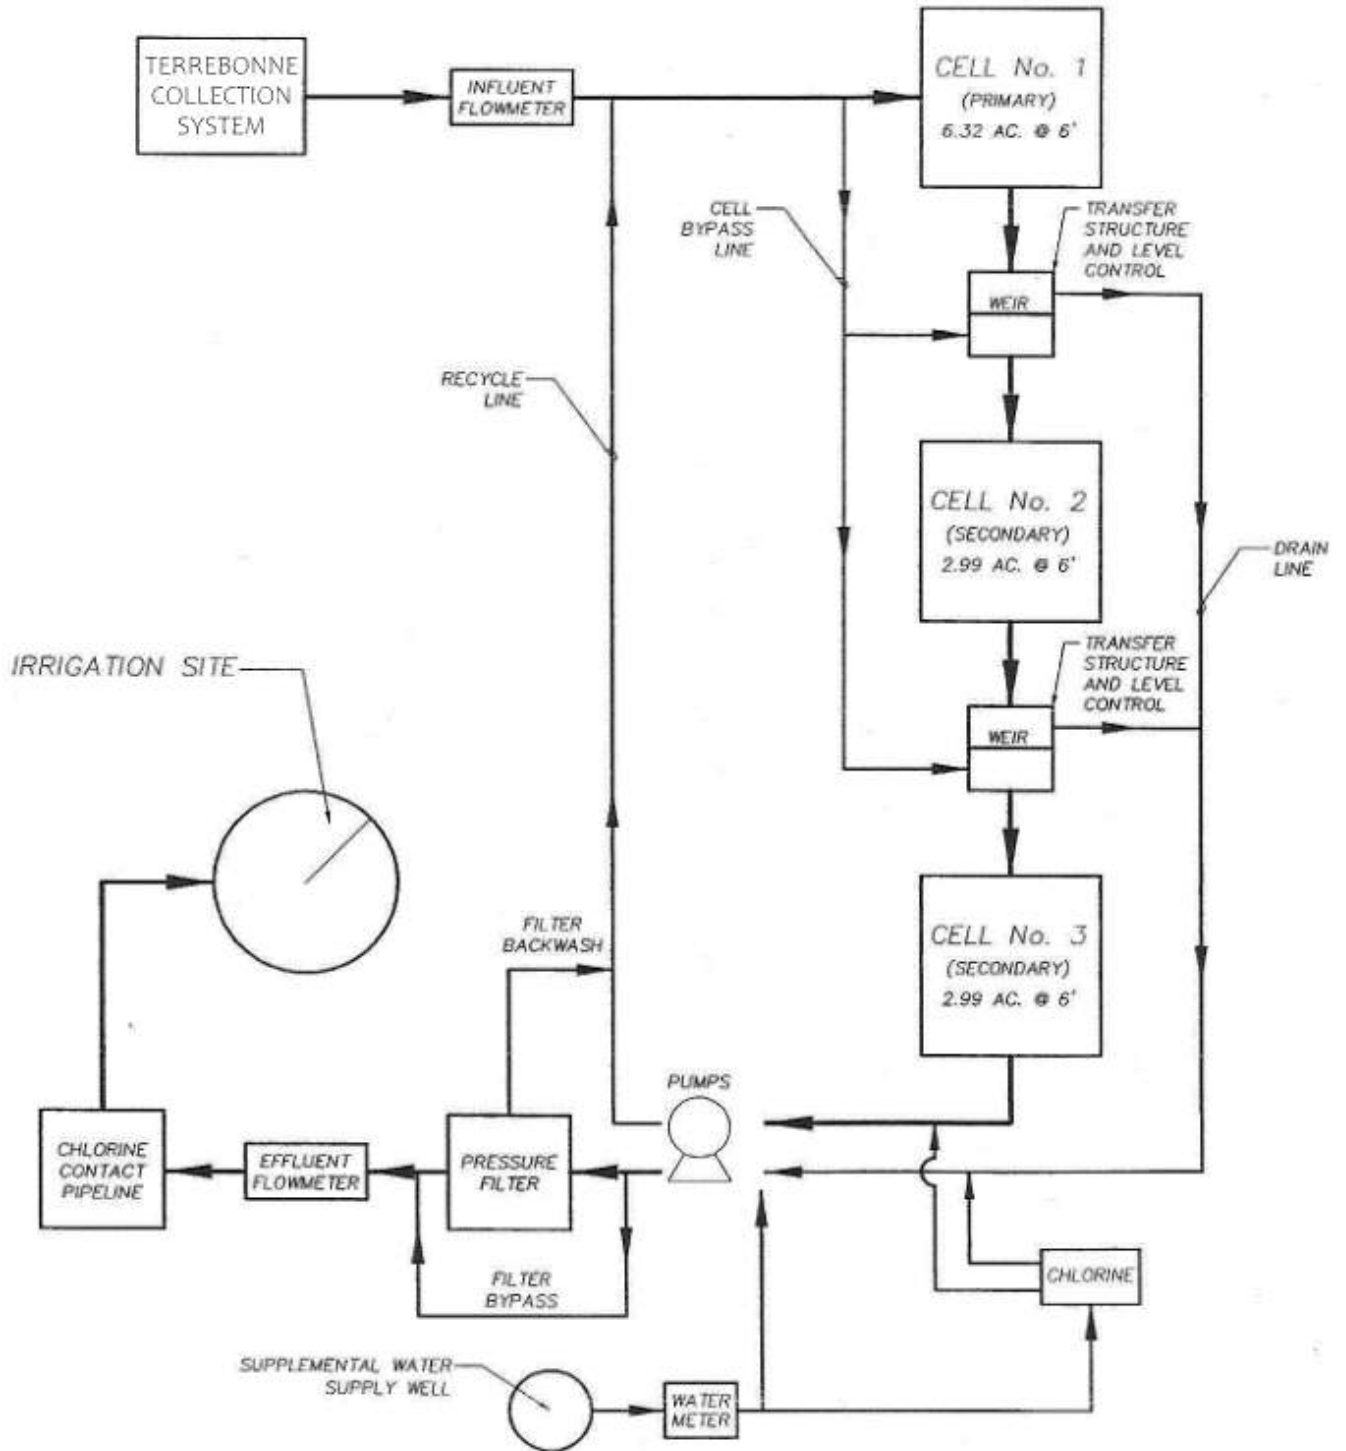 TERREBONNE
COLLECTION
SYSTEM
INFLUENT
FLOWMETER
CELL No. 1
(PRIMARY)
6.32 AC. @ 6'
CELL
BYPASS
LINE
TRANSFER
STRUCTURE
AND LEVEL
CONTROL
WEIR
RECYCLE
LINE
CELL No. 2
(SECONDARY)
2.99 AC. @ 6'
DRAIN
LINE
IRRIGATION SITE
TRANSFER
STRUCTURE
AND LEVEL
CONTROL
WEIR
FILTER
BACKWASH
CELL No. 3
(SECONDARY)
2.99 AC. @ 6'
PUMPS
CHLORINE
CONTACT
PIPELINE
EFFLUENT
FLOWMETER
PRESSURE
FILTER
FILTER
BYPASS
CHLORINE
SUPPLEMENTAL WATER
SUPPLY WELL
WATER
METER